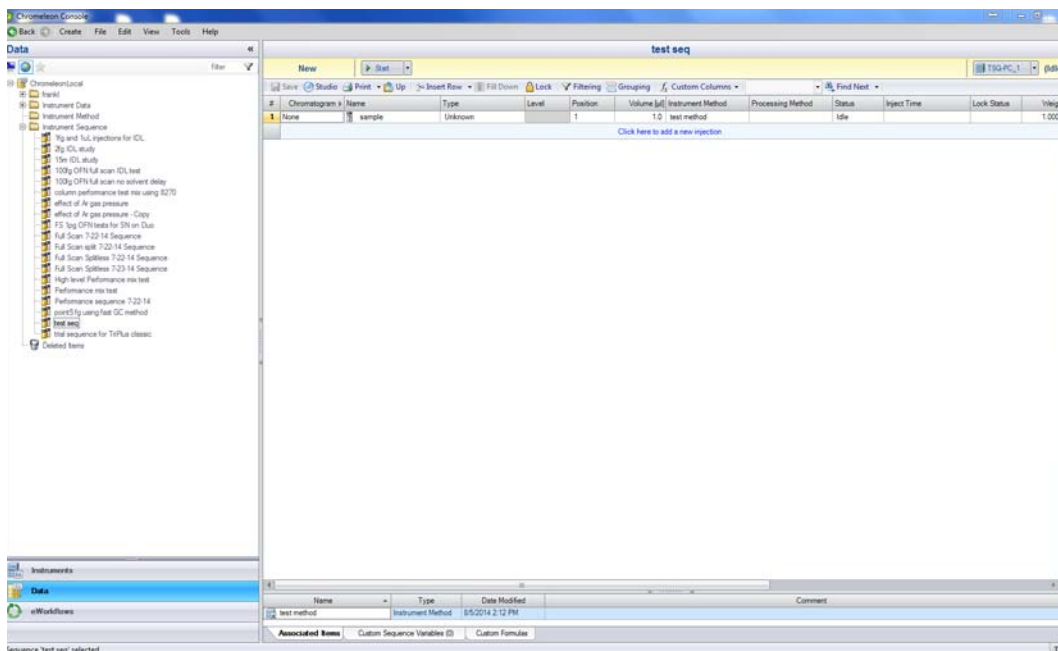 Chromeleon Console
Back Create File Edit View Tools Help
Data
test seq
Filter
New Start TSQ-PC_1
Save Studio Print Up Insert Row Fill Down Lock Filtering Grouping Custom Columns Find Next
# Chromatogram Name Type Level Position Volume [µl] Instrument Method Processing Method Status Inject Time Lock Status
1 None sample Unknown 1 1.0 test method Idle 1.000
Click here to add a new injection
ChromeleonLocal
frankl
Instrument Data
Instrument Method
Instrument Sequence
1fg and 1uL injections for IDL
2fg IDL study
15m IDL study
100fg OFN full scan IDL test
100fg OFN full scan no solvent delay
column performance test mix using 8270
effect of Ar gas pressure
effect of Ar gas pressure - Copy
FS 1pg OFN tests for SN on Duo
Full Scan 7-22-14 Sequence
Full Scan split 7-22-14 Sequence
Full Scan Splitless 7-22-14 Sequence
Full Scan Splitless 7-23-14 Sequence
High level Performance mix test
Performance mix test
Performance sequence 7-22-14
point5 fg using fast GC method
test seq
trial sequence for TriPlus classic
Deleted Items
Instruments
Data
eWorkflows
Name Type Date Modified Comment
test method Instrument Method 8/5/2014 2:12 PM
Associated Items Custom Sequence Variables (0) Custom Formulas
Sequence 'test seq' selected